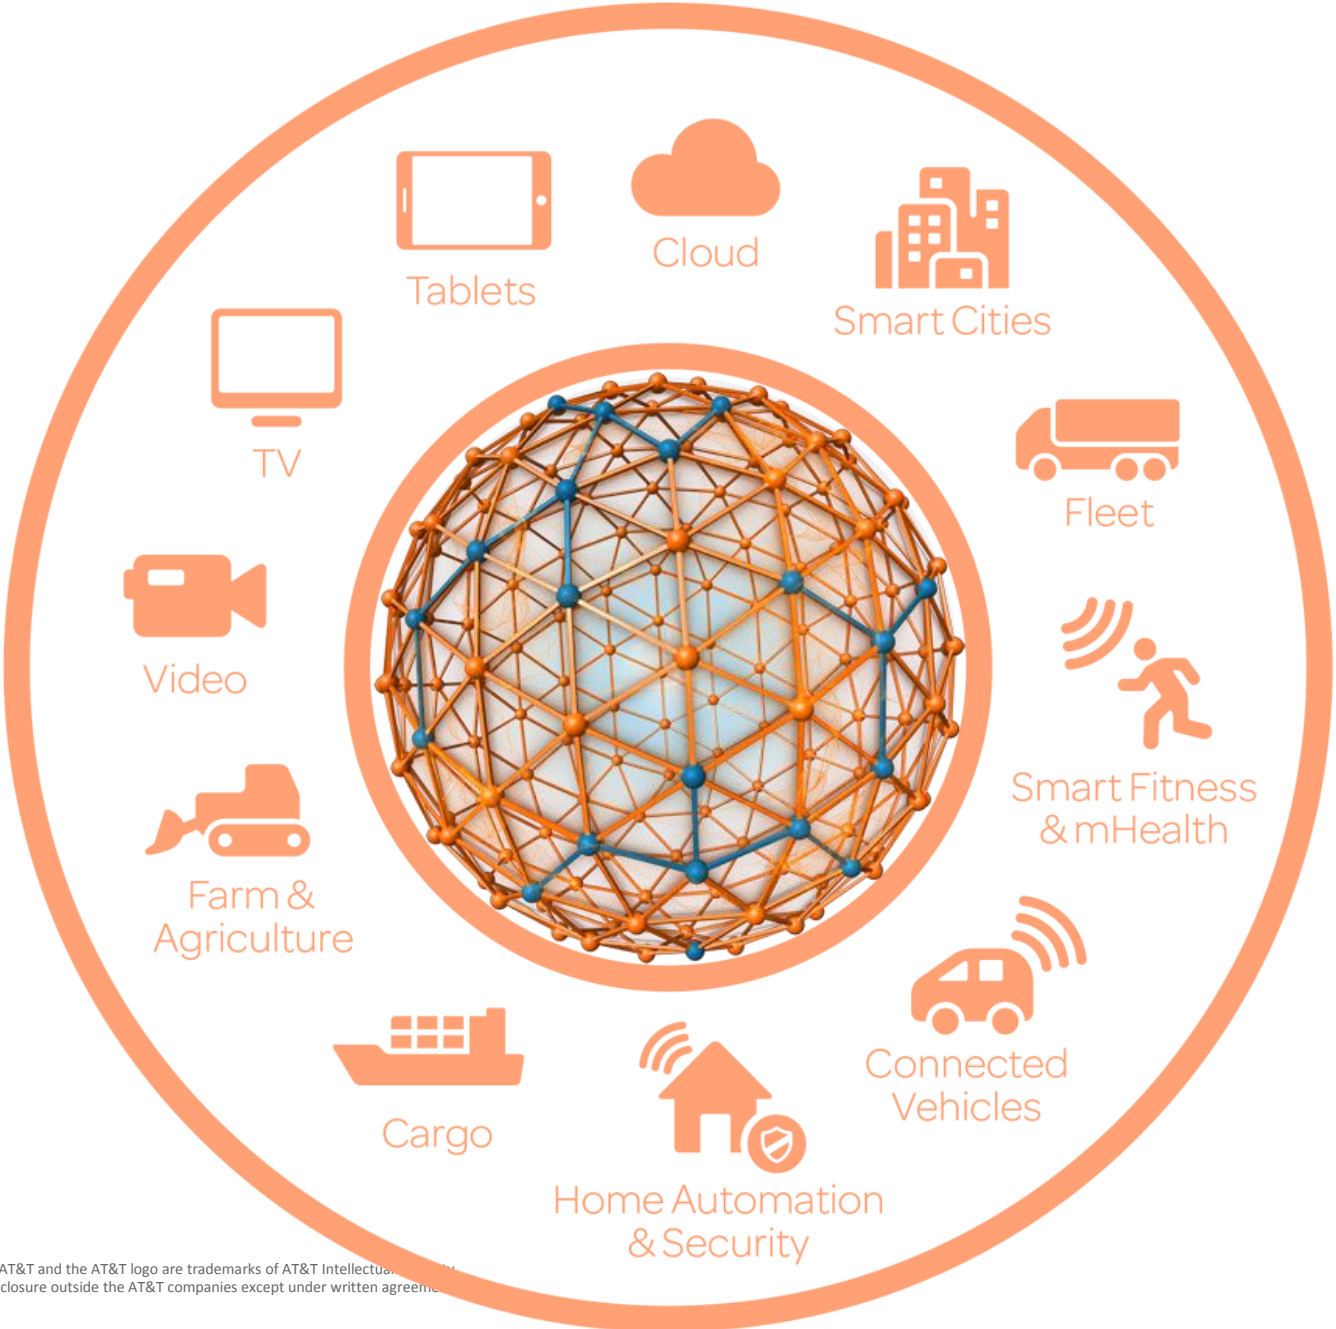 Cloud
Tablets
Smart Cities
TV
Fleet
Video
Smart Fitness
& mHealth
Farm &
Agriculture
Connected
Vehicles
Cargo
Home Automation
& Security
AT&T and the AT&T logo are trademarks of AT&T
closure outside the AT&T companies except under written